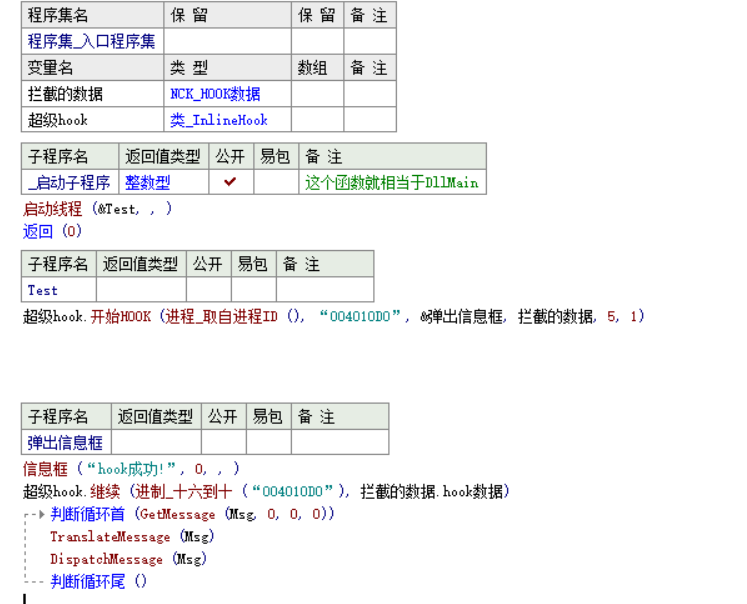 程序集名 保 留 保 留 备 注
程序集_入口程序集
变量名 类 型 数组 备 注
拦截的数据 NCK_HOOK数据
超级hook 类_InlineHook
子程序名 返回值类型 公开 易包 备 注
_启动子程序 整数型 ✓ 这个函数就相当于DllMain
启动线程 (&Test, , )
返回 (0)
子程序名 返回值类型 公开 易包 备 注
Test
超级hook.开始HOOK (进程_取自进程ID (), “004010D0”, &弹出信息框, 拦截的数据, 5, 1)
子程序名 返回值类型 公开 易包 备 注
弹出信息框
信息框 (“hook成功!”, 0, , )
超级hook.继续 (进制_十六到十 (“004010D0”), 拦截的数据.hook数据)
判断循环首 (GetMessage (Msg, 0, 0, 0))
TranslateMessage (Msg)
DispatchMessage (Msg)
判断循环尾 ()